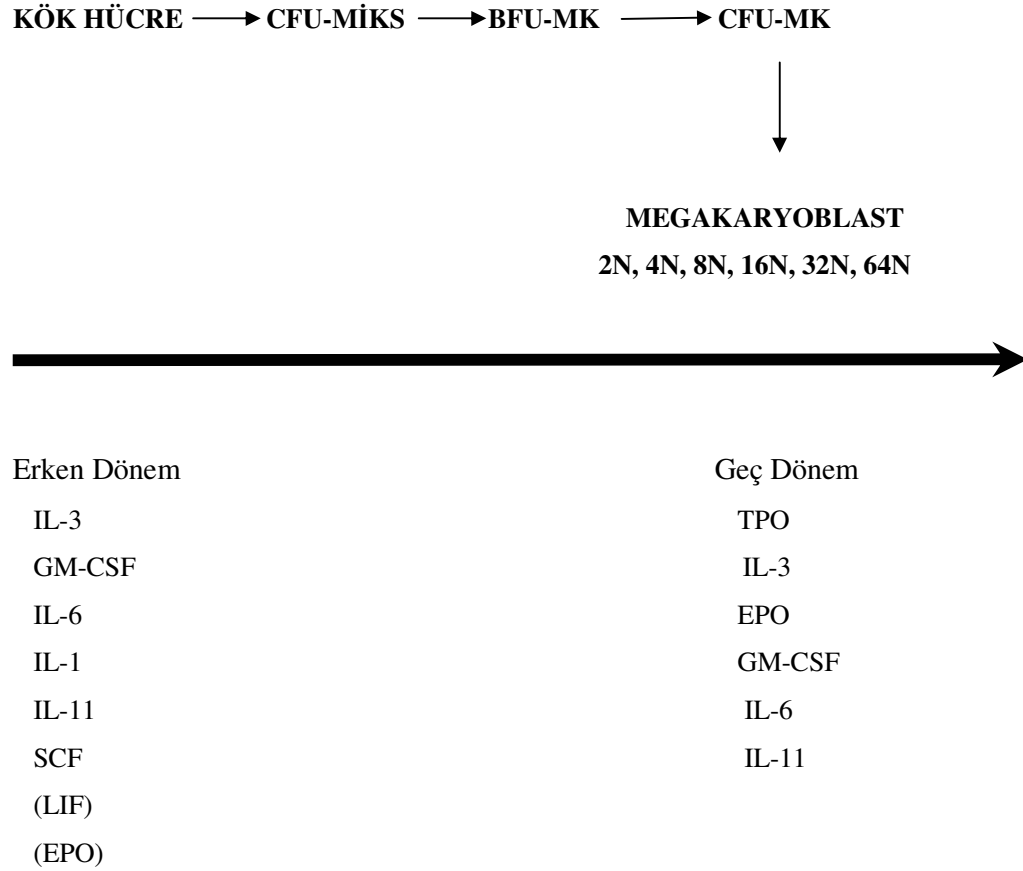 KÖK HÜCRE CFU-MİKS BFU-MK CFU-MK
MEGAKARYOBLAST
2N, 4N, 8N, 16N, 32N, 64N
Erken Dönem Geç Dönem
IL-3 TPO
GM-CSF IL-3
IL-6 EPO
IL-1 GM-CSF
IL-11 IL-6
SCF IL-11
(LIF)
(EPO)